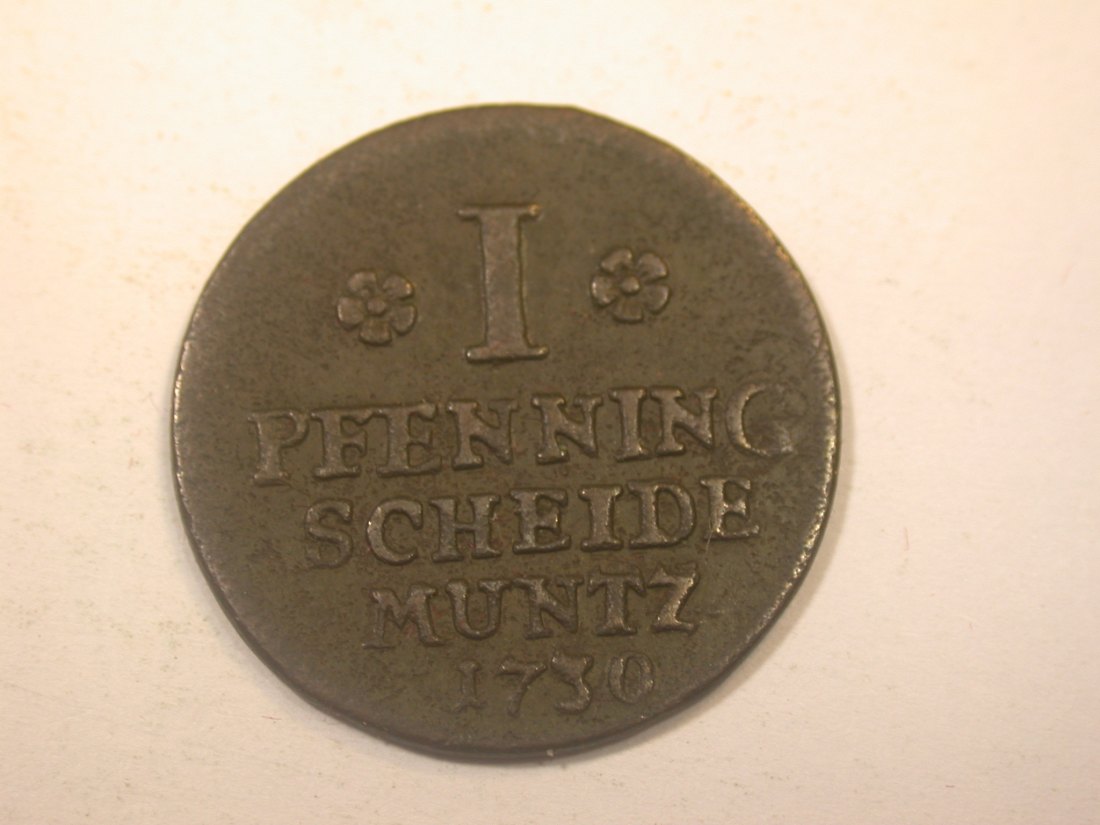 I
PFENNING
SCHEIDE
MUNTZ
1730